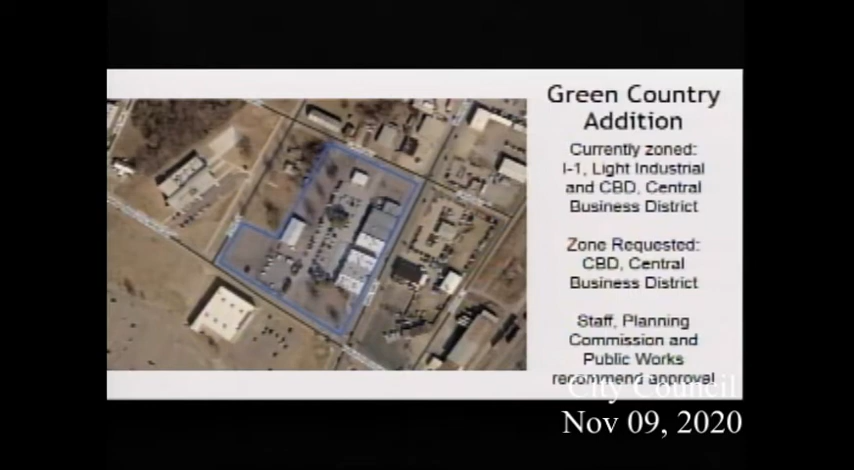 Green Country
Addition
Currently zoned:
I-1, Light Industrial
and CBD, Central
Business District
Zone Requested:
CBD, Central
Business District
Staff, Planning
Commission and
Public Works
recommend approval
City Council
Nov 09, 2020